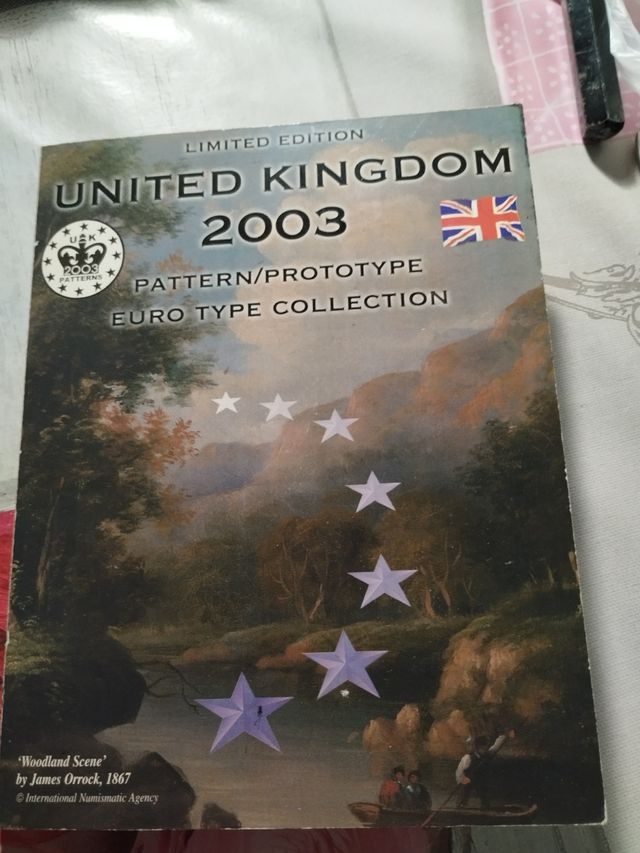 LIMITED EDITION
UNITED KINGDOM
2003
U K
2003
PATTERNS
PATTERN/PROTOTYPE
EURO TYPE COLLECTION
'Woodland Scene'
by James Orrock, 1867
© International Numismatic Agency